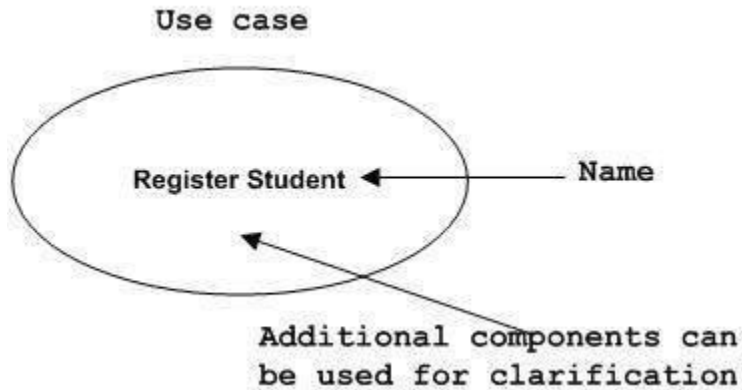 Use case
Register Student
Name
Additional components can
be used for clarification